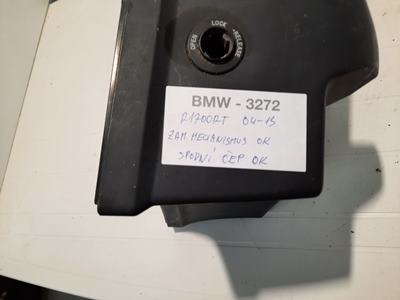 OPEN LOCK RELEASE
BMW - 3272
R1200RT 04-13
ZAM. MECHANISMUS OK
SPODNÍ ČEP OK